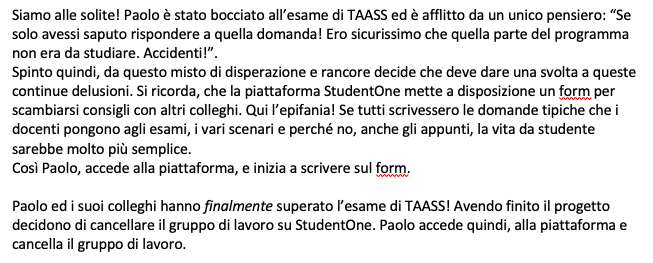 Siamo alle solite! Paolo è stato bocciato all’esame di TAASS ed è afflitto da un unico pensiero: “Se
solo avessi saputo rispondere a quella domanda! Ero sicurissimo che quella parte del programma
non era da studiare. Accidenti!”.
Spinto quindi, da questo misto di disperazione e rancore decide che deve dare una svolta a queste
continue delusioni. Si ricorda, che la piattaforma StudentOne mette a disposizione un form per
scambiarsi consigli con altri colleghi. Qui l’epifania! Se tutti scrivessero le domande tipiche che i
docenti pongono agli esami, i vari scenari e perché no, anche gli appunti, la vita da studente
sarebbe molto più semplice.
Così Paolo, accede alla piattaforma, e inizia a scrivere sul form.
Paolo ed i suoi colleghi hanno finalmente superato l’esame di TAASS! Avendo finito il progetto
decidono di cancellare il gruppo di lavoro su StudentOne. Paolo accede quindi, alla piattaforma e
cancella il gruppo di lavoro.